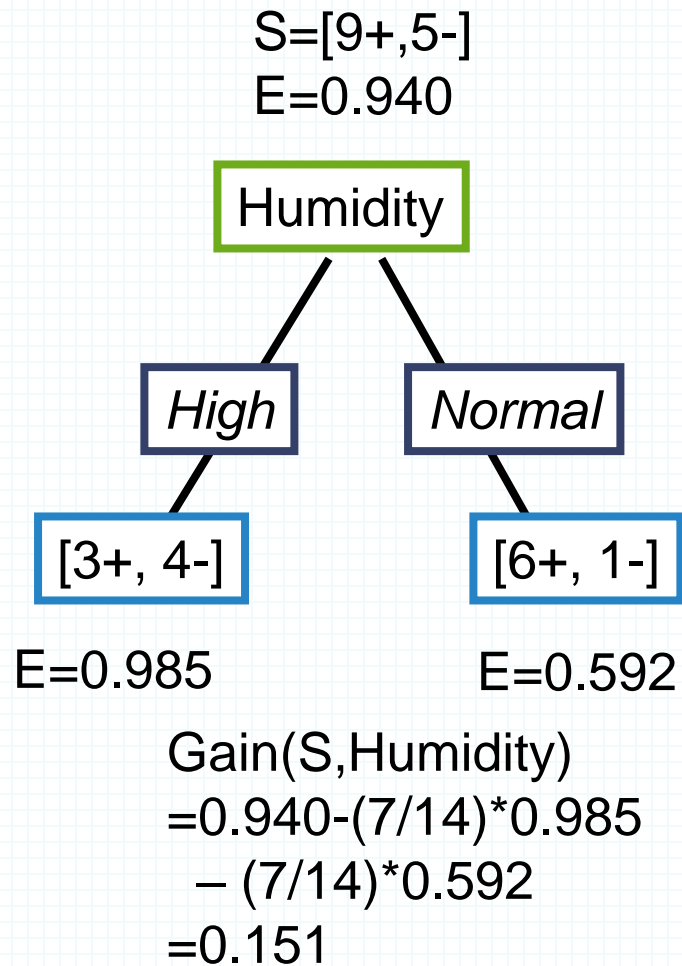 S=[9+,5-]
E=0.940
Humidity
High
Normal
[3+, 4-]
[6+, 1-]
E=0.985
E=0.592
Gain(S,Humidity)
=0.940-(7/14)*0.985
– (7/14)*0.592
=0.151